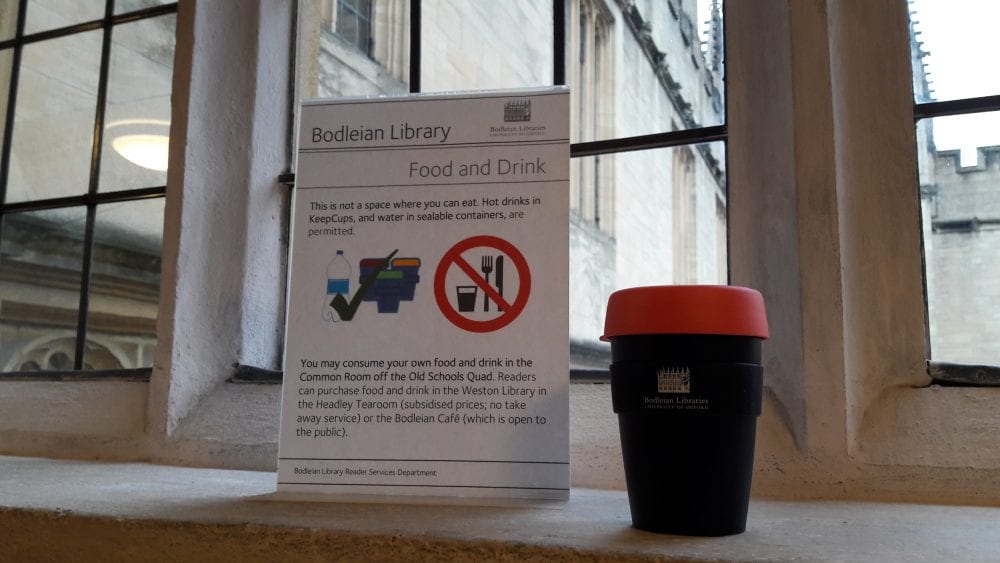 Bodleian Library
Bodleian Libraries
UNIVERSITY OF OXFORD
Food and Drink
This is not a space where you can eat. Hot drinks in
KeepCups, and water in sealable containers, are
permitted.
You may consume your own food and drink in the
Common Room off the Old Schools Quad. Readers
can purchase food and drink in the Weston Library in
the Headley Tearoom (subsidised prices; no take
away service) or the Bodleian Café (which is open to
the public).
Bodleian Library Reader Services Department
Bodleian Libraries
UNIVERSITY OF OXFORD